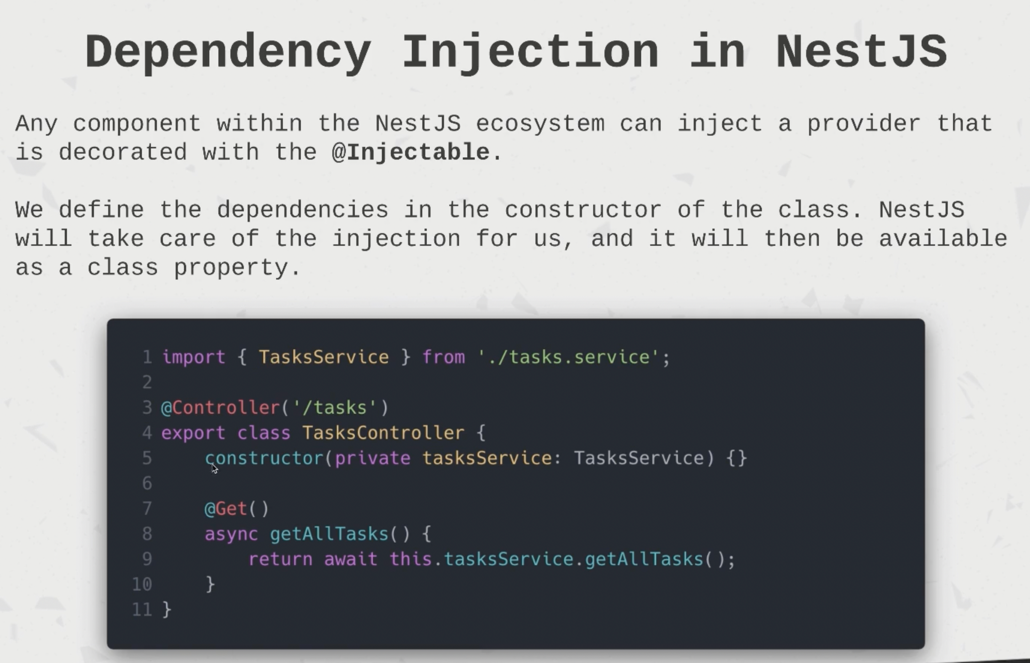 Dependency Injection in NestJS
Any component within the NestJS ecosystem can inject a provider that
is decorated with the @Injectable.
We define the dependencies in the constructor of the class. NestJS
will take care of the injection for us, and it will then be available
as a class property.
1 import { TasksService } from './tasks.service';
2
3 @Controller('/tasks')
4 export class TasksController {
5     constructor(private tasksService: TasksService) {}
6
7     @Get()
8     async getAllTasks() {
9         return await this.tasksService.getAllTasks();
10     }
11 }